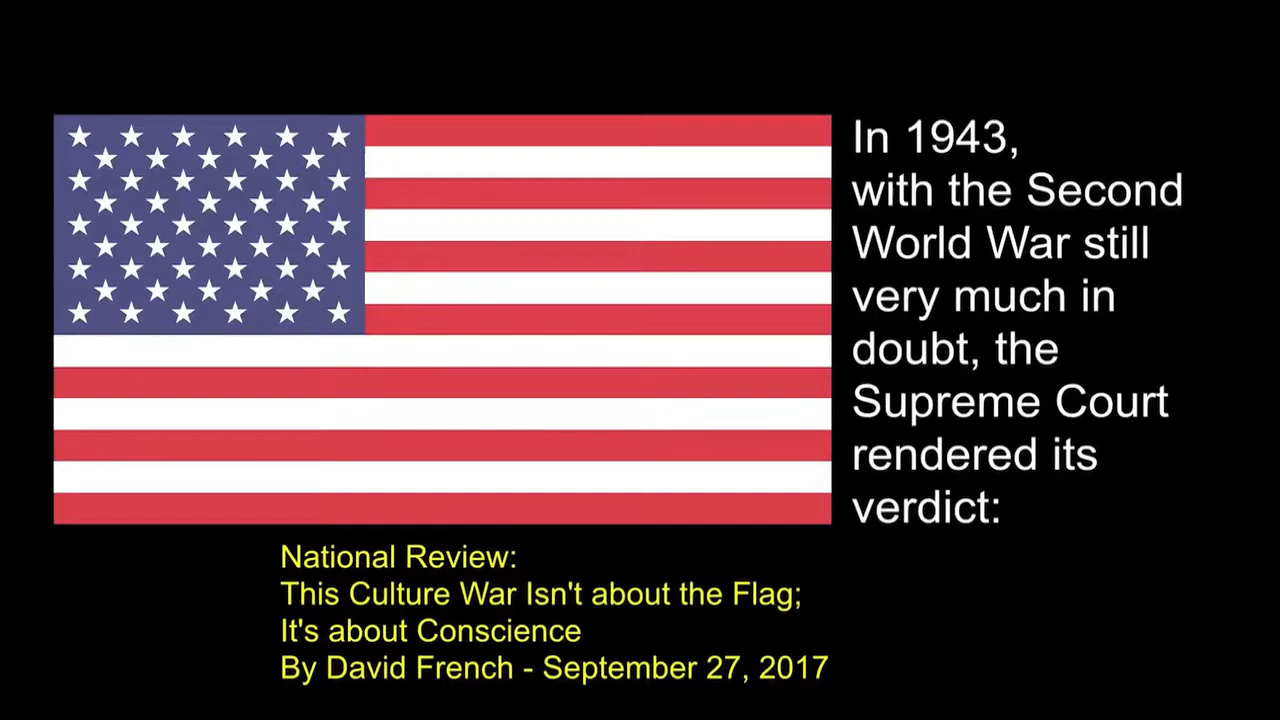 In 1943,
with the Second
World War still
very much in
doubt, the
Supreme Court
rendered its
verdict:
National Review:
This Culture War Isn't about the Flag;
It's about Conscience
By David French - September 27, 2017